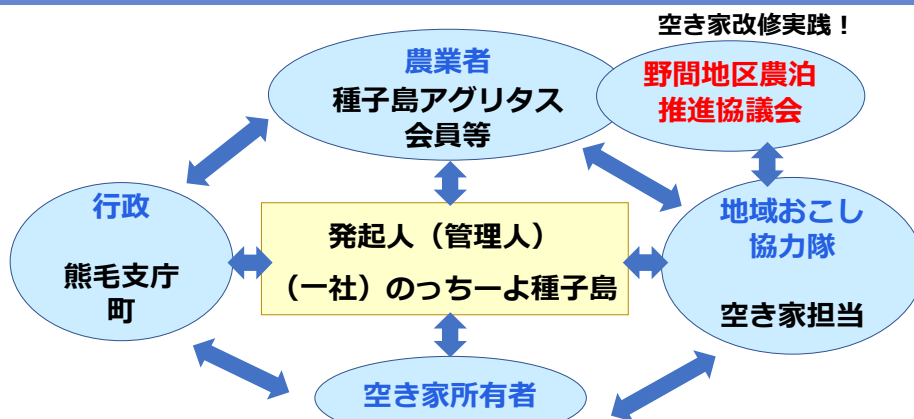 空き家改修実践！
農業者
種子島アグリタス
会員等
野間地区農泊
推進協議会
行政
熊毛支庁
町
発起人（管理人）
（一社）のっちーよ種子島
地域おこし
協力隊
空き家担当
空き家所有者